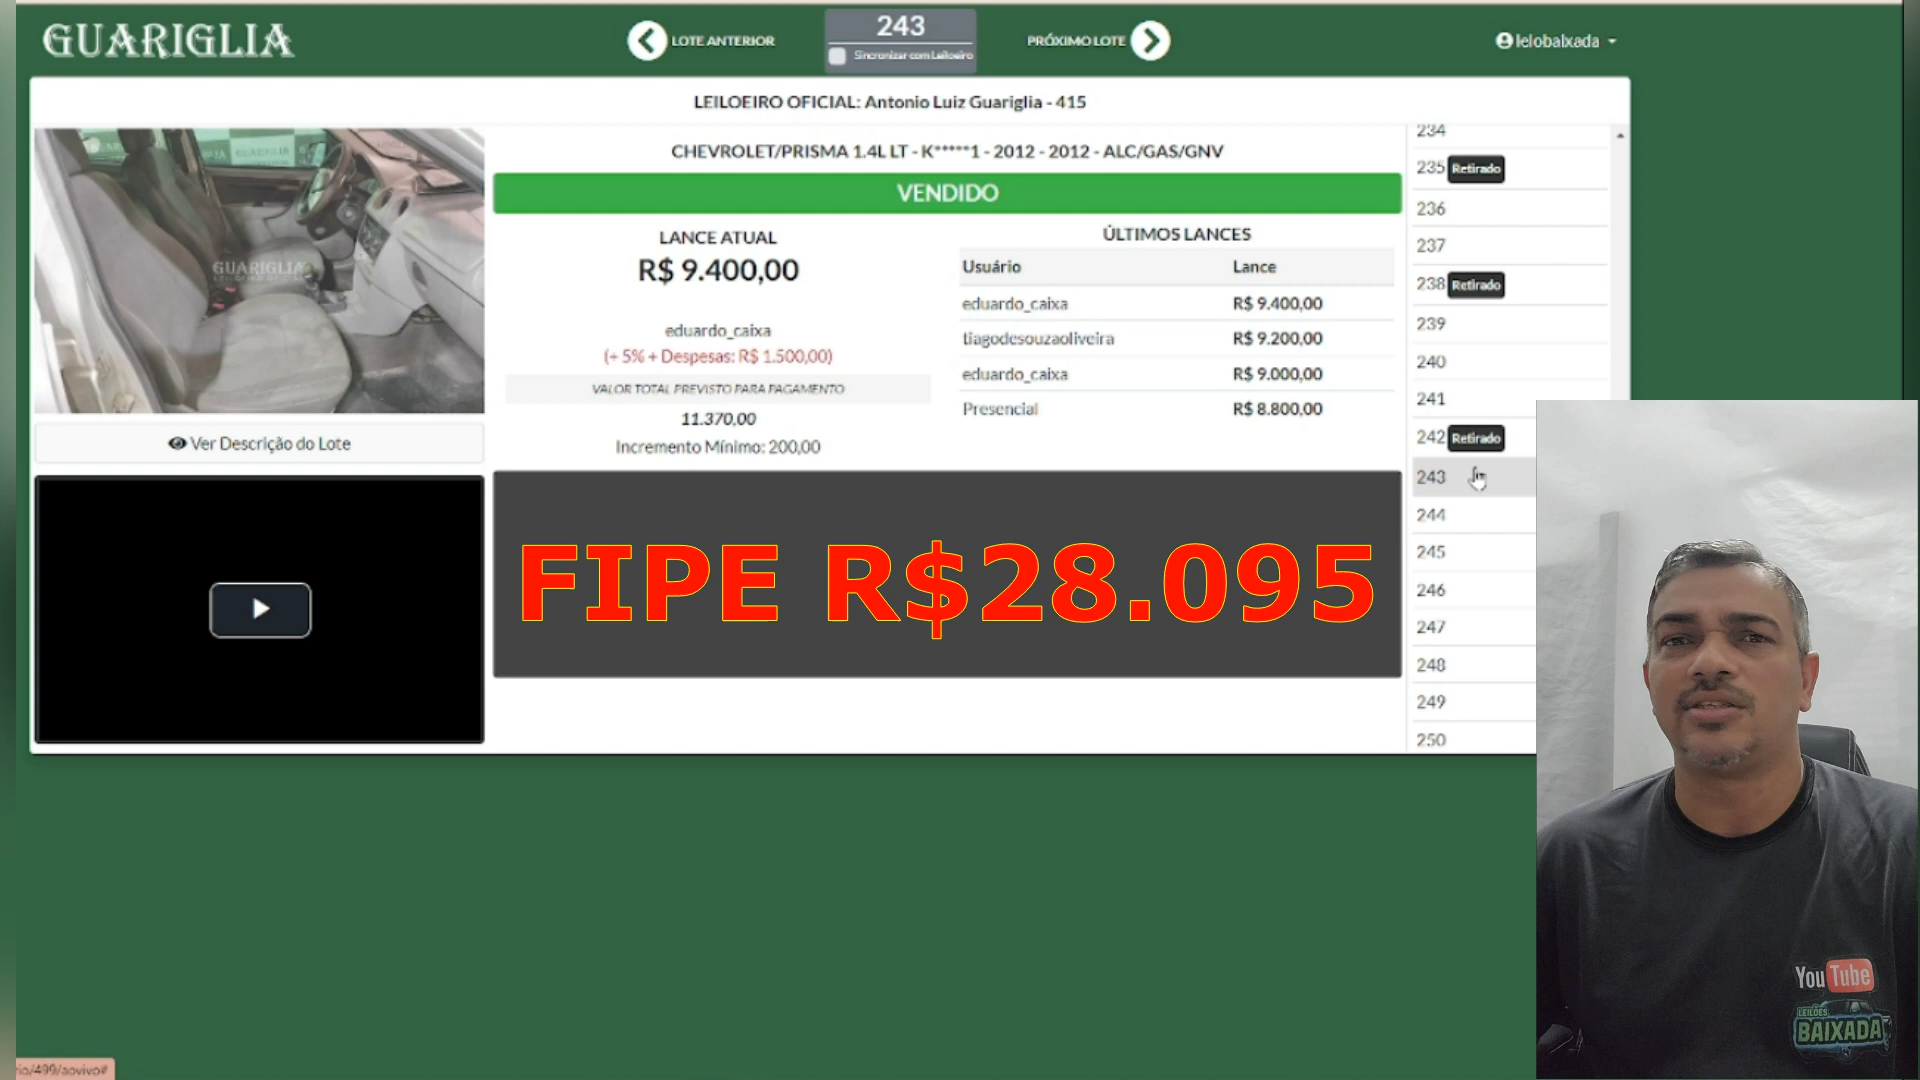 GUARIGLIA
LOTE ANTERIOR
243
Sincronizar com Leiloeiro
PRÓXIMO LOTE
lelobaixada
LEILOEIRO OFICIAL: Antonio Luiz Guariglia - 415
CHEVROLET/PRISMA 1.4L LT - K*****1 - 2012 - 2012 - ALC/GAS/GNV
VENDIDO
LANCE ATUAL
R$ 9.400,00
eduardo_caixa
(+ 5% + Despesas: R$ 1.500,00)
VALOR TOTAL PREVISTO PARA PAGAMENTO
11.370,00
Incremento Mínimo: 200,00
ÚLTIMOS LANCES
Usuário Lance
eduardo_caixa R$ 9.400,00
tiagodesouzaoliveira R$ 9.200,00
eduardo_caixa R$ 9.000,00
Presencial R$ 8.800,00
GUARIGLIA
Ver Descrição do Lote
FIPE R$28.095
234
235 Retirado
236
237
238 Retirado
239
240
241
242 Retirado
243
244
245
246
247
248
249
250
YouTube
LEILÕES
BAIXADA
rio/499/aovivo#